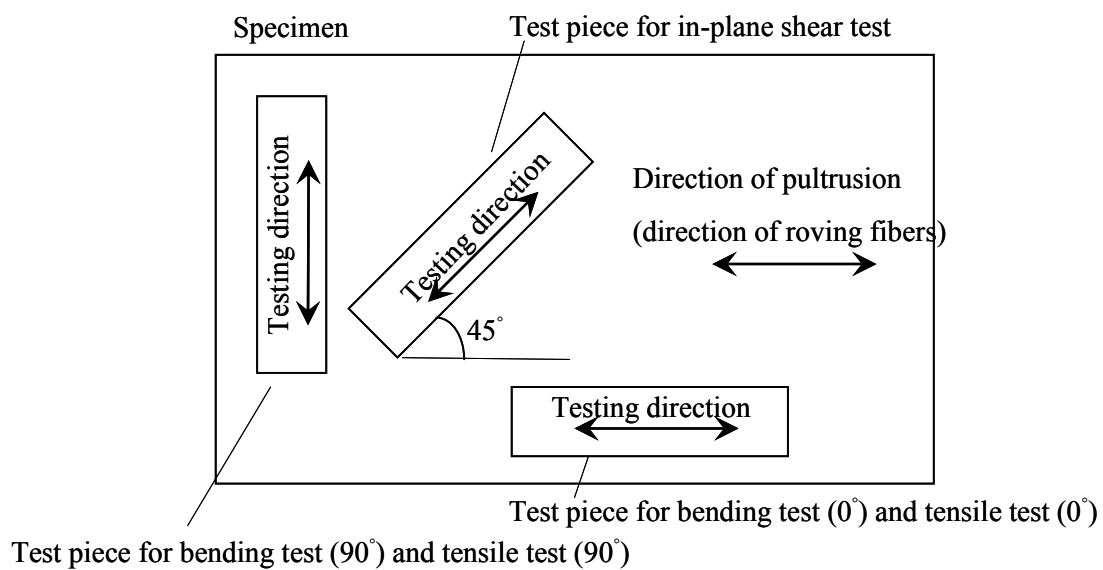 Specimen
Test piece for in-plane shear test
Testing direction
Testing direction
Direction of pultrusion
(direction of roving fibers)
45°
Testing direction
Test piece for bending test (0°) and tensile test (0°)
Test piece for bending test (90°) and tensile test (90°)